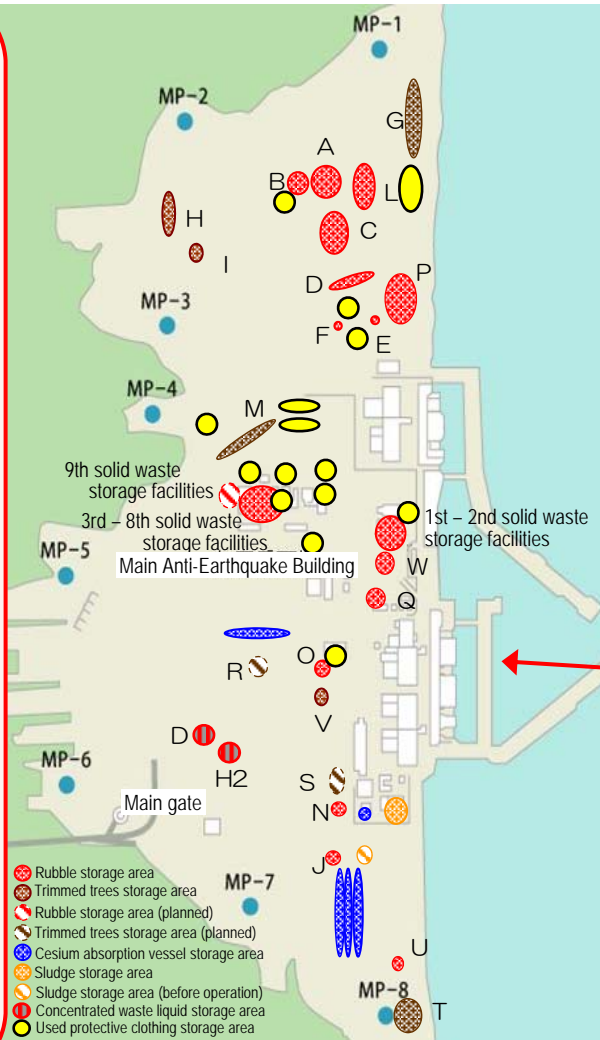 MP-1
MP-2
G
A
B
L
H
C
I
D
P
MP-3
F
E
MP-4
M
9th solid waste
storage facilities
3rd – 8th solid waste
storage facilities
1st – 2nd solid waste
storage facilities
MP-5
Main Anti-Earthquake Building
W
Q
O
R
V
D
H2
MP-6
S
Main gate
N
J
Rubble storage area
Trimmed trees storage area
Rubble storage area (planned)
Trimmed trees storage area (planned)
Cesium absorption vessel storage area
Sludge storage area
Sludge storage area (before operation)
Concentrated waste liquid storage area
Used protective clothing storage area
MP-7
U
MP-8
T